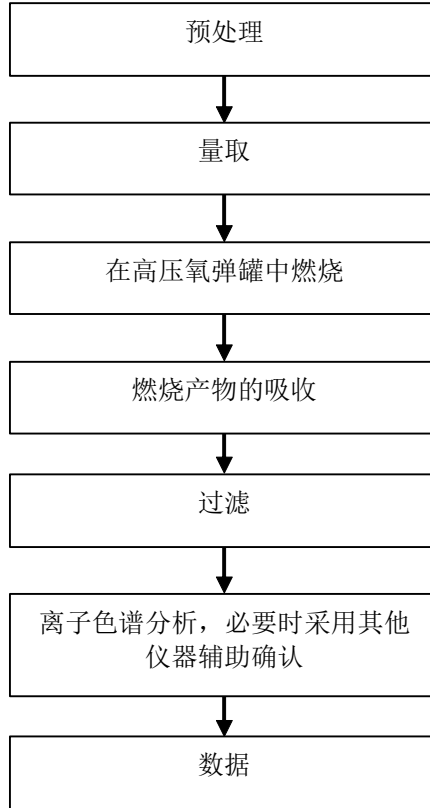 预处理
量取
在高压氧弹罐中燃烧
燃烧产物的吸收
过滤
离子色谱分析，必要时采用其他
仪器辅助确认
数据